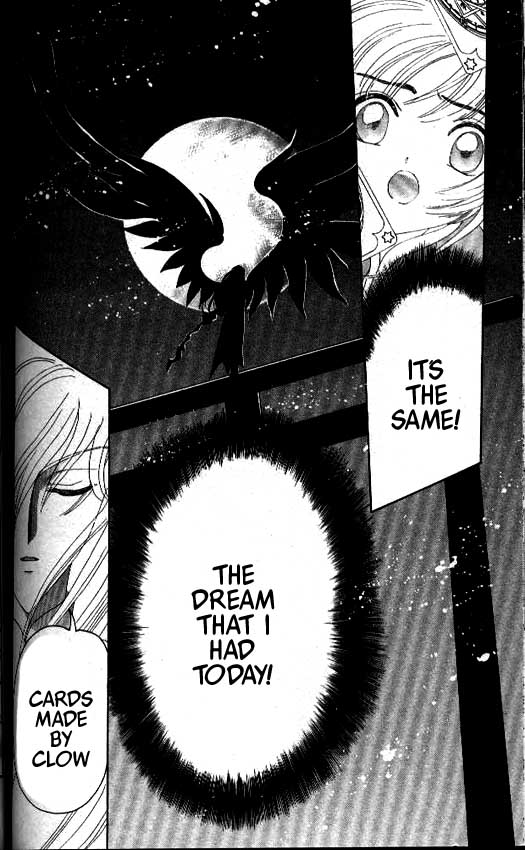 ITS
THE
SAME!
THE
DREAM
THAT I
HAD
TODAY!
CARDS
MADE
BY
CLOW